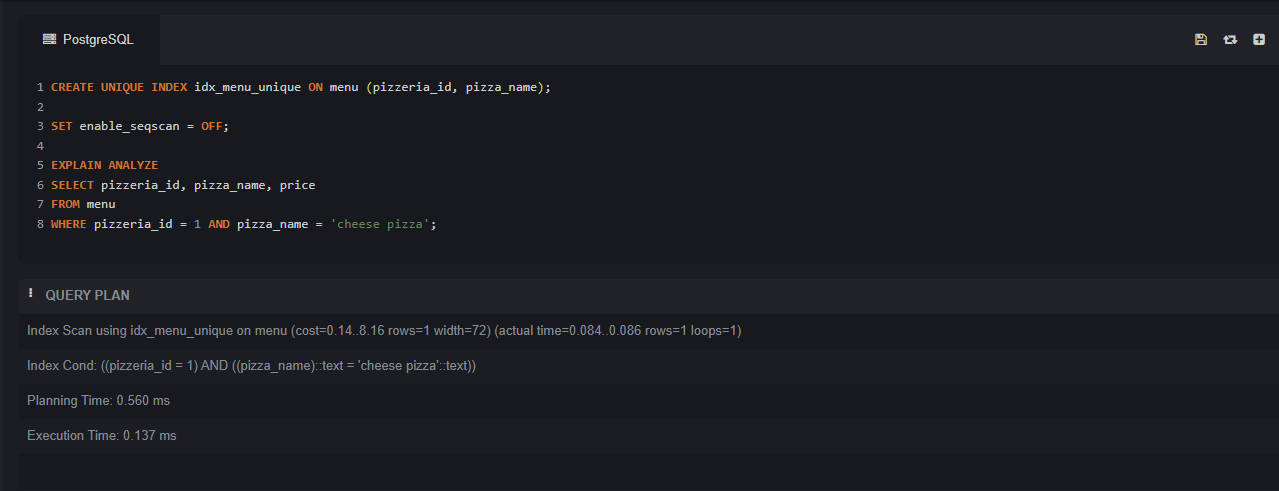 PostgreSQL
1 CREATE UNIQUE INDEX idx_menu_unique ON menu (pizzeria_id, pizza_name);
2
3 SET enable_seqscan = OFF;
4
5 EXPLAIN ANALYZE
6 SELECT pizzeria_id, pizza_name, price
7 FROM menu
8 WHERE pizzeria_id = 1 AND pizza_name = 'cheese pizza';
QUERY PLAN
Index Scan using idx_menu_unique on menu (cost=0.14..8.16 rows=1 width=72) (actual time=0.084..0.086 rows=1 loops=1)
Index Cond: ((pizzeria_id = 1) AND ((pizza_name)::text = 'cheese pizza'::text))
Planning Time: 0.560 ms
Execution Time: 0.137 ms